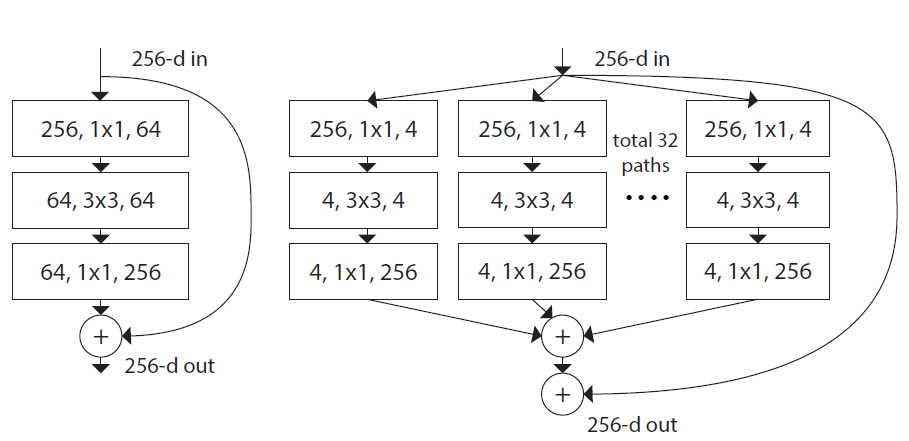 256-d in
256, 1x1, 64
64, 3x3, 64
64, 1x1, 256
+
256-d out
256-d in
256, 1x1, 4
256, 1x1, 4
total 32
paths
....
256, 1x1, 4
4, 3x3, 4
4, 3x3, 4
4, 3x3, 4
4, 1x1, 256
4, 1x1, 256
4, 1x1, 256
+
+
256-d out